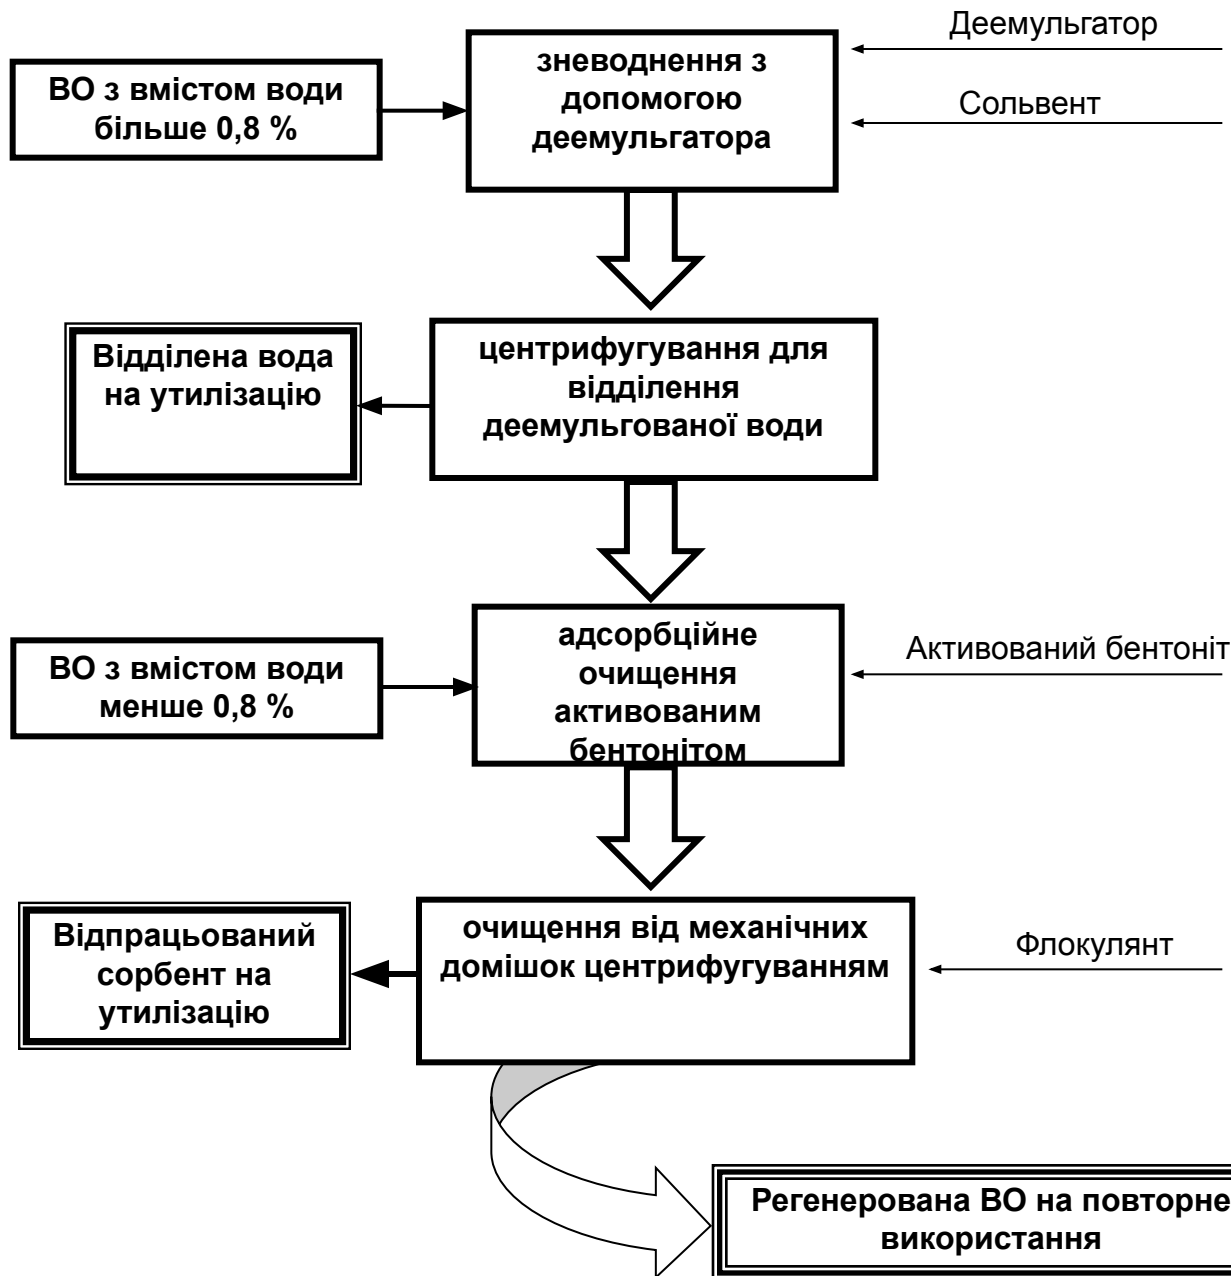 Деемульгатор
ВО з вмістом води
більше 0,8 %
зневоднення з
допомогою
деемульгатора
Сольвент
Відділена вода
на утилізацію
центрифугування для
відділення
деемульгованої води
ВО з вмістом води
менше 0,8 %
адсорбційне
очищення
активованим
бентонітом
Активований бентоніт
Відпрацьований
сорбент на
утилізацію
очищення від механічних
домішок центрифугуванням
Флокулянт
Регенерована ВО на повторне
використання